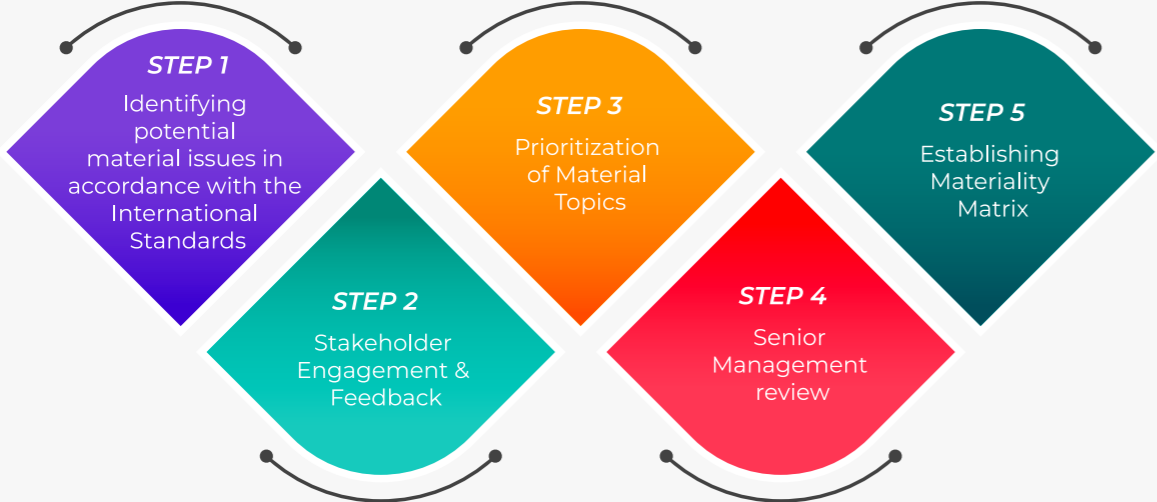 STEP 1
Identifying
potential
material issues in
accordance with the
International
Standards
STEP 2
Stakeholder
Engagement &
Feedback
STEP 3
Prioritization
of Material
Topics
STEP 4
Senior
Management
review
STEP 5
Establishing
Materiality
Matrix